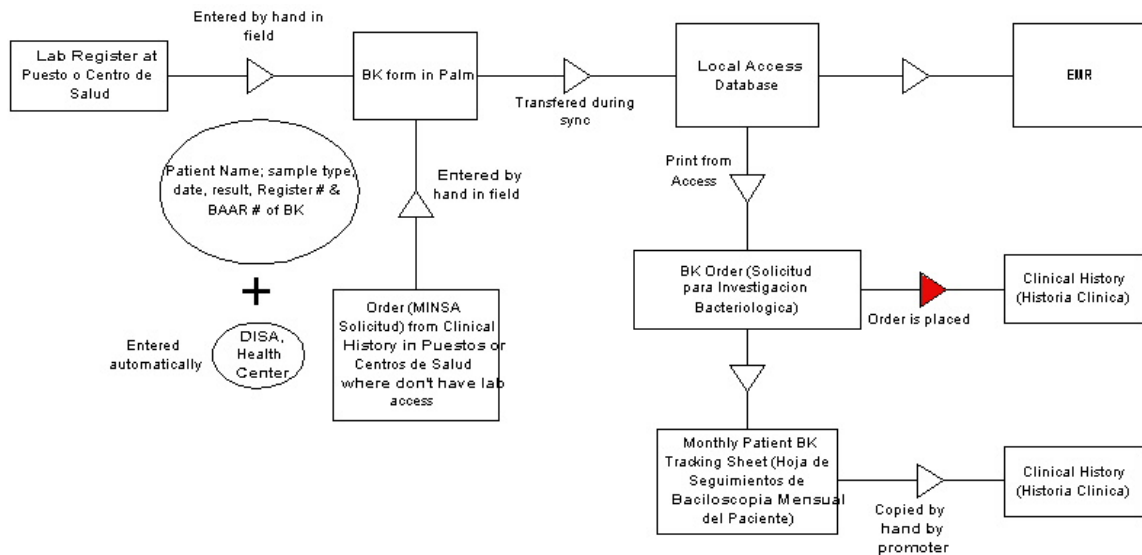 Entered by hand in
field
Lab Register at
Puesto o Centro de
Salud
BK form in Palm
Transfered during
sync
Local Access
Database
EMR
Patient Name; sample type,
date, result, Register # &
BAAR # of BK
+
Entered
automatically
DISA,
Health
Center
Entered by
hand in field
Order (MINSA
Solicitud) from Clinical
History in Puestos or
Centros de Salud
where don't have lab
access
Print from
Access
BK Order (Solicitud
para Investigacion
Bacteriologica)
Order is placed
Clinical History
(Historia Clinica)
Monthly Patient BK
Tracking Sheet (Hoja de
Seguimientos de
Baciloscopia Mensual
del Paciente)
Copied by
hand by
promoter
Clinical History
(Historia Clinica)